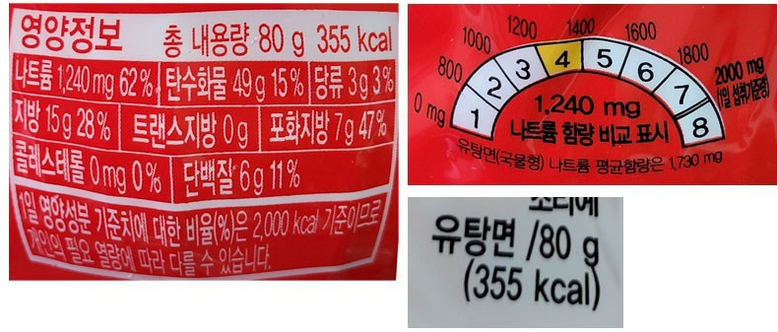 영양정보 총 내용량 80 g 355 kcal
나트륨 1,240 mg 62% 탄수화물 49 g 15% 당류 3 g 3%
지방 15 g 28% 트랜스지방 0 g 포화지방 7 g 47%
콜레스테롤 0 mg 0% 단백질 6 g 11%
1일 영양성분 기준치에 대한 비율(%)은 2,000 kcal 기준이므로
개인의 필요 열량에 따라 다를 수 있습니다.
0 mg 800 1000 1200 1400 1600 1800 2000 mg
(1일 섭취기준량)
1 2 3 4 5 6 7 8
1,240 mg
나트륨 함량 비교 표시
유탕면(국물형) 나트륨 평균함량은 1,730 mg
유탕면 /80 g
(355 kcal)